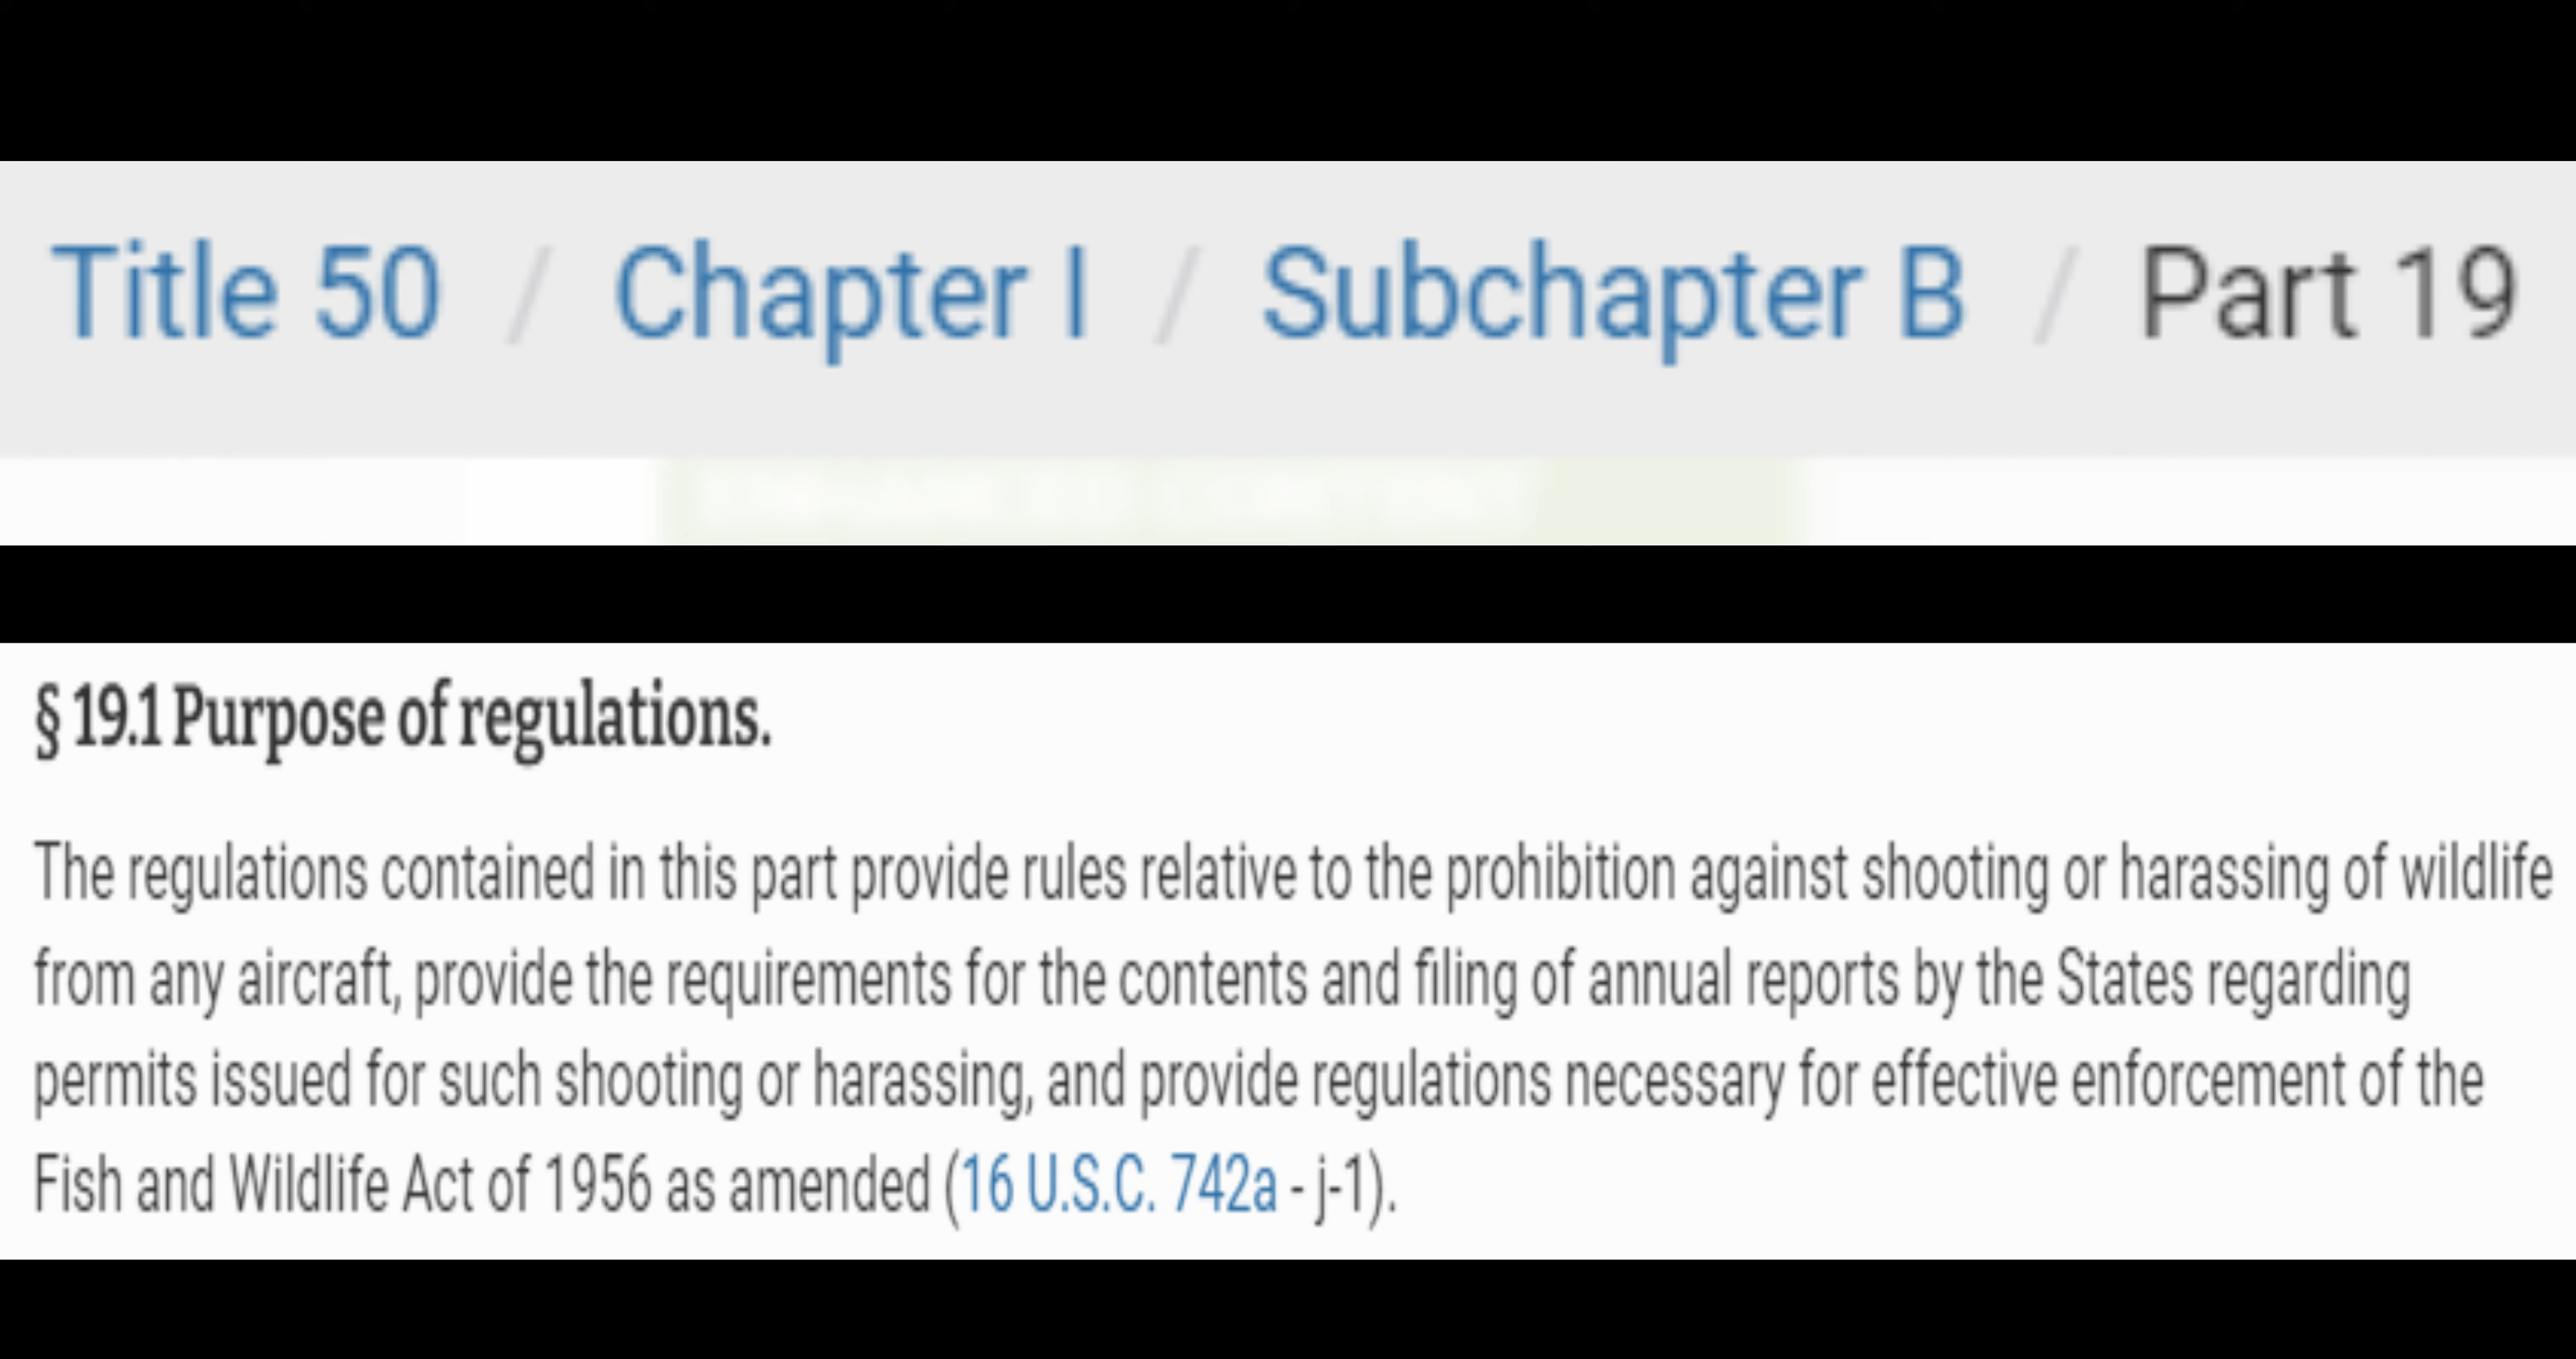 Title 50 / Chapter I / Subchapter B / Part 19
§ 19.1 Purpose of regulations.
The regulations contained in this part provide rules relative to the prohibition against shooting or harassing of wildlife
from any aircraft, provide the requirements for the contents and filing of annual reports by the States regarding
permits issued for such shooting or harassing, and provide regulations necessary for effective enforcement of the
Fish and Wildlife Act of 1956 as amended (16 U.S.C. 742a - j-1).